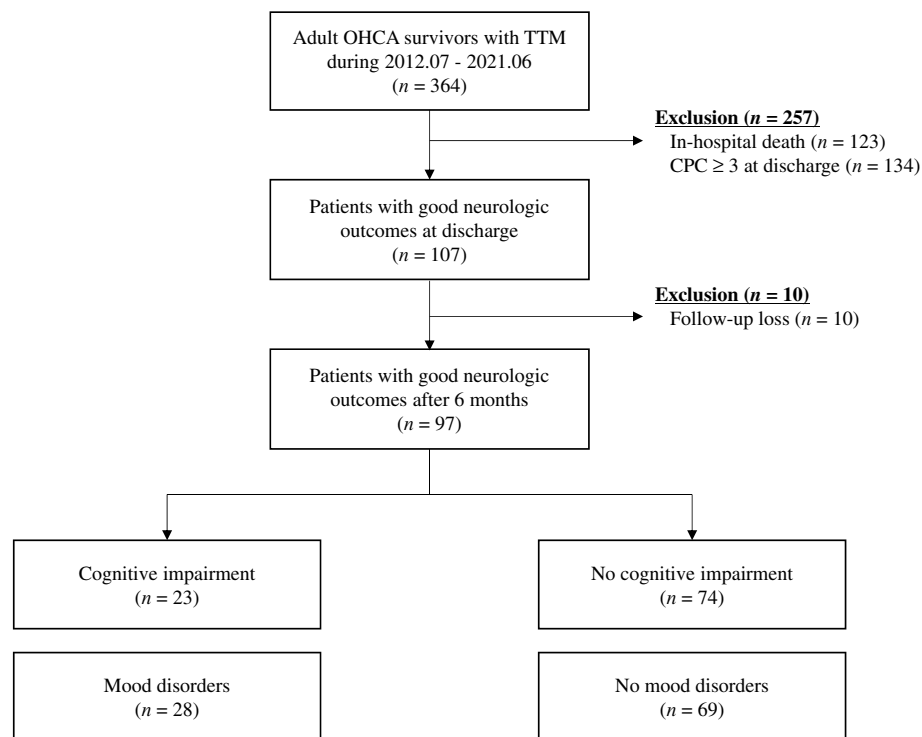 Adult OHCA survivors with TTM
during 2012.07 - 2021.06
(n = 364)
Exclusion (n = 257)
In-hospital death (n = 123)
CPC ≥ 3 at discharge (n = 134)
Patients with good neurologic
outcomes at discharge
(n = 107)
Exclusion (n = 10)
Follow-up loss (n = 10)
Patients with good neurologic
outcomes after 6 months
(n = 97)
Cognitive impairment
(n = 23)
No cognitive impairment
(n = 74)
Mood disorders
(n = 28)
No mood disorders
(n = 69)